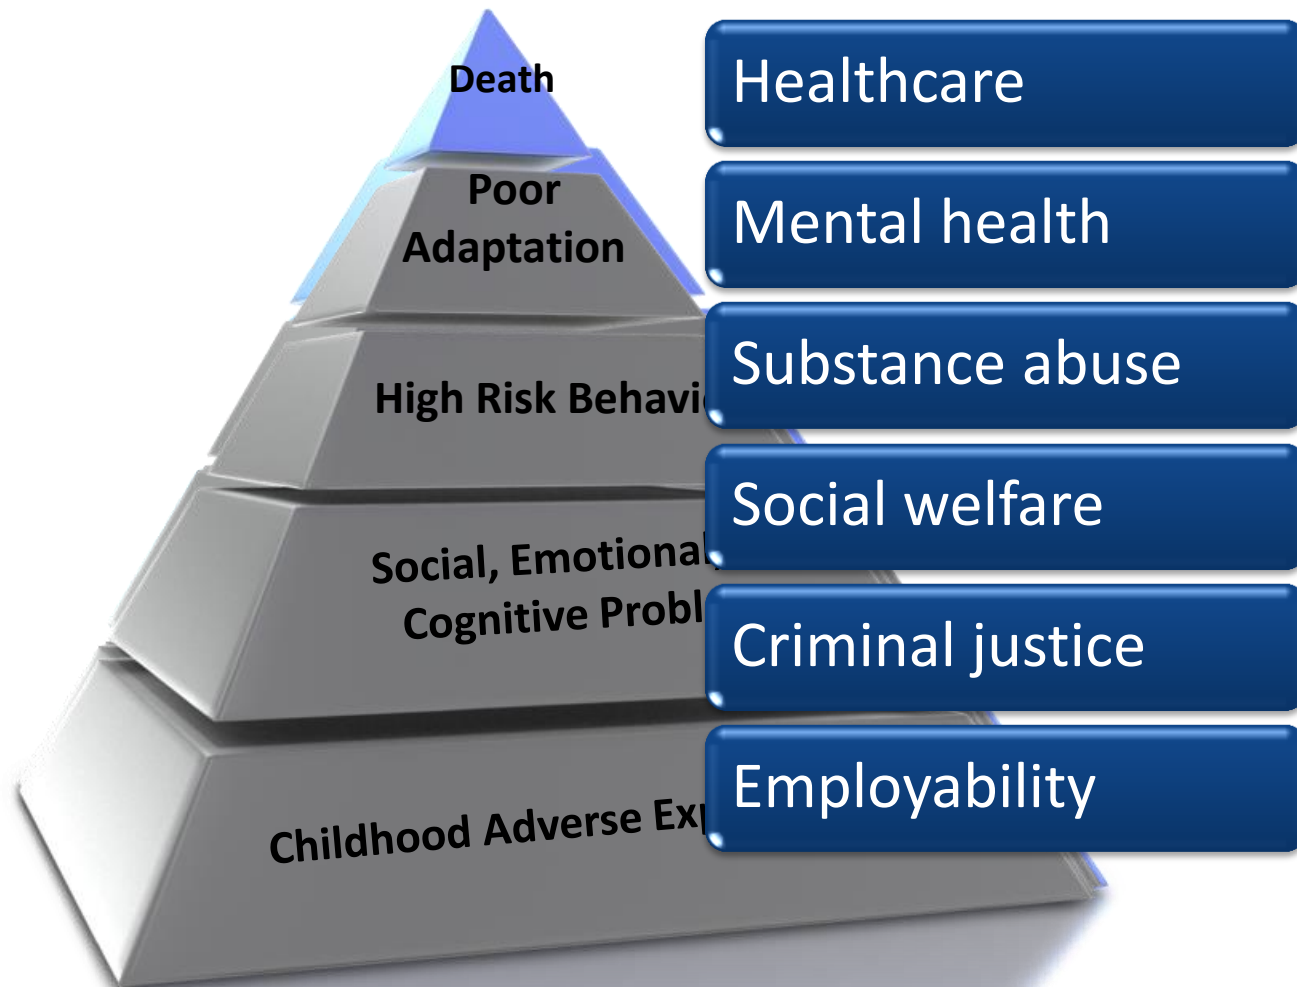 Death
Poor
Adaptation
High Risk Behavi
Social, Emotional,
Cognitive Probl
Childhood Adverse Exp
Healthcare
Mental health
Substance abuse
Social welfare
Criminal justice
Employability